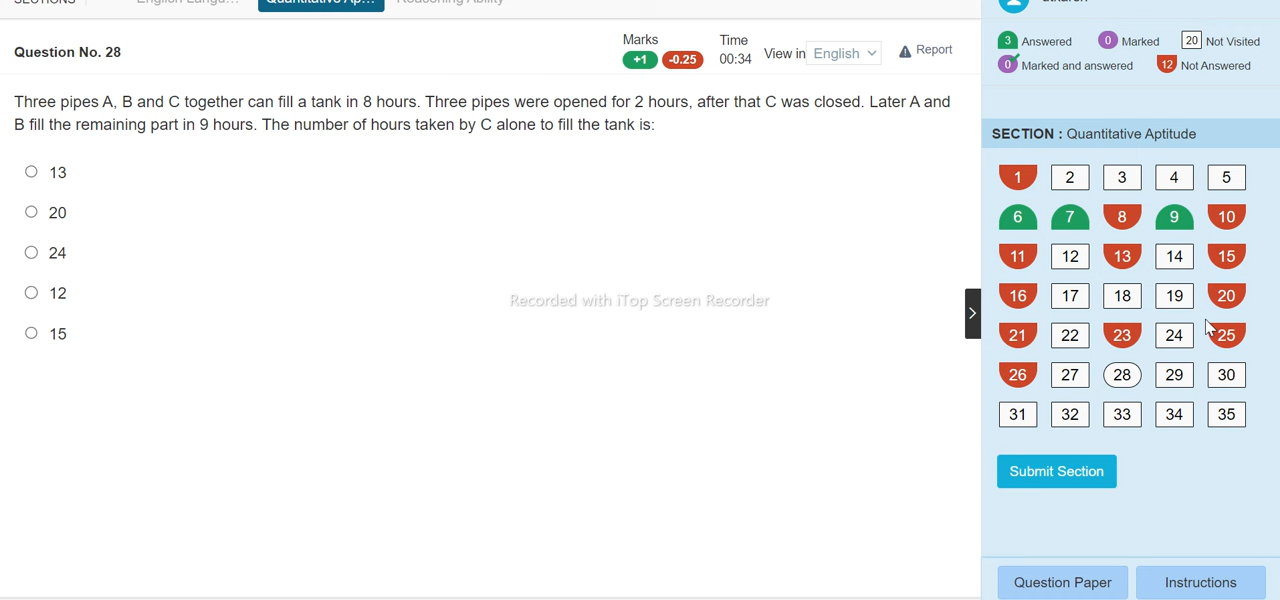 SECTIONS English Langu... Quantitative Ap... Reasoning Ability
Question No. 28
Marks
+1 -0.25
Time
00:34
View in English
Report
Three pipes A, B and C together can fill a tank in 8 hours. Three pipes were opened for 2 hours, after that C was closed. Later A and
B fill the remaining part in 9 hours. The number of hours taken by C alone to fill the tank is:
13
20
24
12
15
Recorded with iTop Screen Recorder
3 Answered 0 Marked 20 Not Visited
0 Marked and answered 12 Not Answered
SECTION : Quantitative Aptitude
1 2 3 4 5
6 7 8 9 10
11 12 13 14 15
16 17 18 19 20
21 22 23 24 25
26 27 28 29 30
31 32 33 34 35
Submit Section
Question Paper Instructions